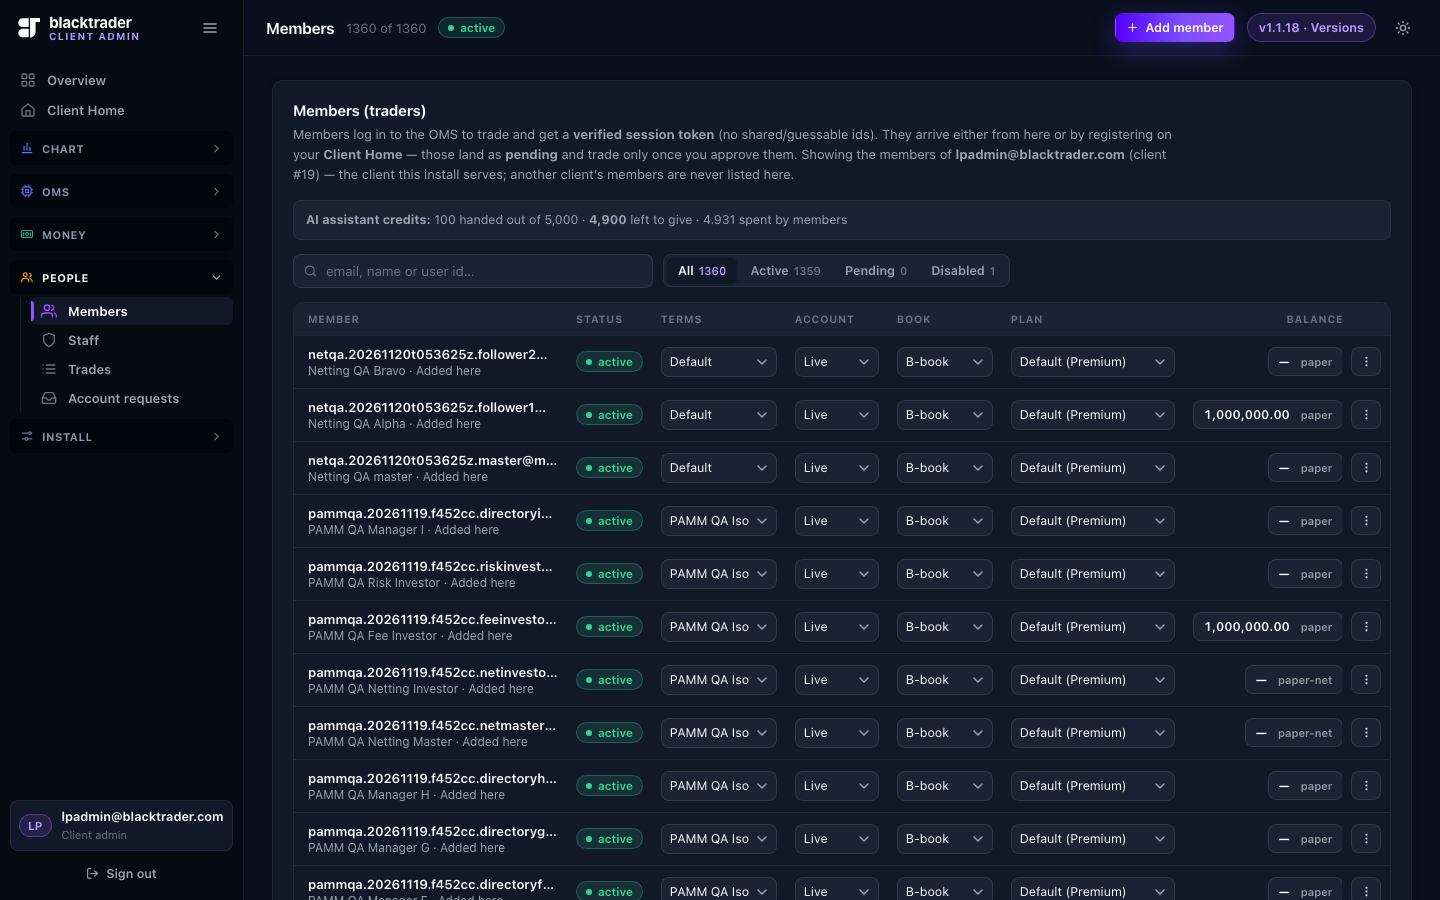 blacktrader
CLIENT ADMIN
Overview
Client Home
CHART
OMS
MONEY
PEOPLE
Members
Staff
Trades
Account requests
INSTALL
LP
lpadmin@blacktrader.com
Client admin
Sign out
Members 1360 of 1360 active
+ Add member
v1.1.18 · Versions
Members (traders)
Members log in to the OMS to trade and get a verified session token (no shared/guessable ids). They arrive either from here or by registering on
your Client Home — those land as pending and trade only once you approve them. Showing the members of lpadmin@blacktrader.com (client
#19) — the client this install serves; another client's members are never listed here.
AI assistant credits: 100 handed out of 5,000 · 4,900 left to give · 4.931 spent by members
email, name or user id...
All 1360 Active 1359 Pending 0 Disabled 1
MEMBER STATUS TERMS ACCOUNT BOOK PLAN BALANCE
netqa.20261120t053625z.follower2... active Default Live B-book Default (Premium) — paper
Netting QA Bravo · Added here
netqa.20261120t053625z.follower1... active Default Live B-book Default (Premium) 1,000,000.00 paper
Netting QA Alpha · Added here
netqa.20261120t053625z.master@m... active Default Live B-book Default (Premium) — paper
Netting QA master · Added here
pammqa.20261119.f452cc.directoryi... active PAMM QA Iso Live B-book Default (Premium) — paper
PAMM QA Manager I · Added here
pammqa.20261119.f452cc.riskinvest... active PAMM QA Iso Live B-book Default (Premium) — paper
PAMM QA Risk Investor · Added here
pammqa.20261119.f452cc.feeinvesto... active PAMM QA Iso Live B-book Default (Premium) 1,000,000.00 paper
PAMM QA Fee Investor · Added here
pammqa.20261119.f452cc.netinvesto... active PAMM QA Iso Live B-book Default (Premium) — paper-net
PAMM QA Netting Investor · Added here
pammqa.20261119.f452cc.netmaster... active PAMM QA Iso Live B-book Default (Premium) — paper-net
PAMM QA Netting Master · Added here
pammqa.20261119.f452cc.directoryh... active PAMM QA Iso Live B-book Default (Premium) — paper
PAMM QA Manager H · Added here
pammqa.20261119.f452cc.directoryg... active PAMM QA Iso Live B-book Default (Premium) — paper
PAMM QA Manager G · Added here
pammqa.20261119.f452cc.directoryf... active PAMM QA Iso Live B-book Default (Premium) — paper